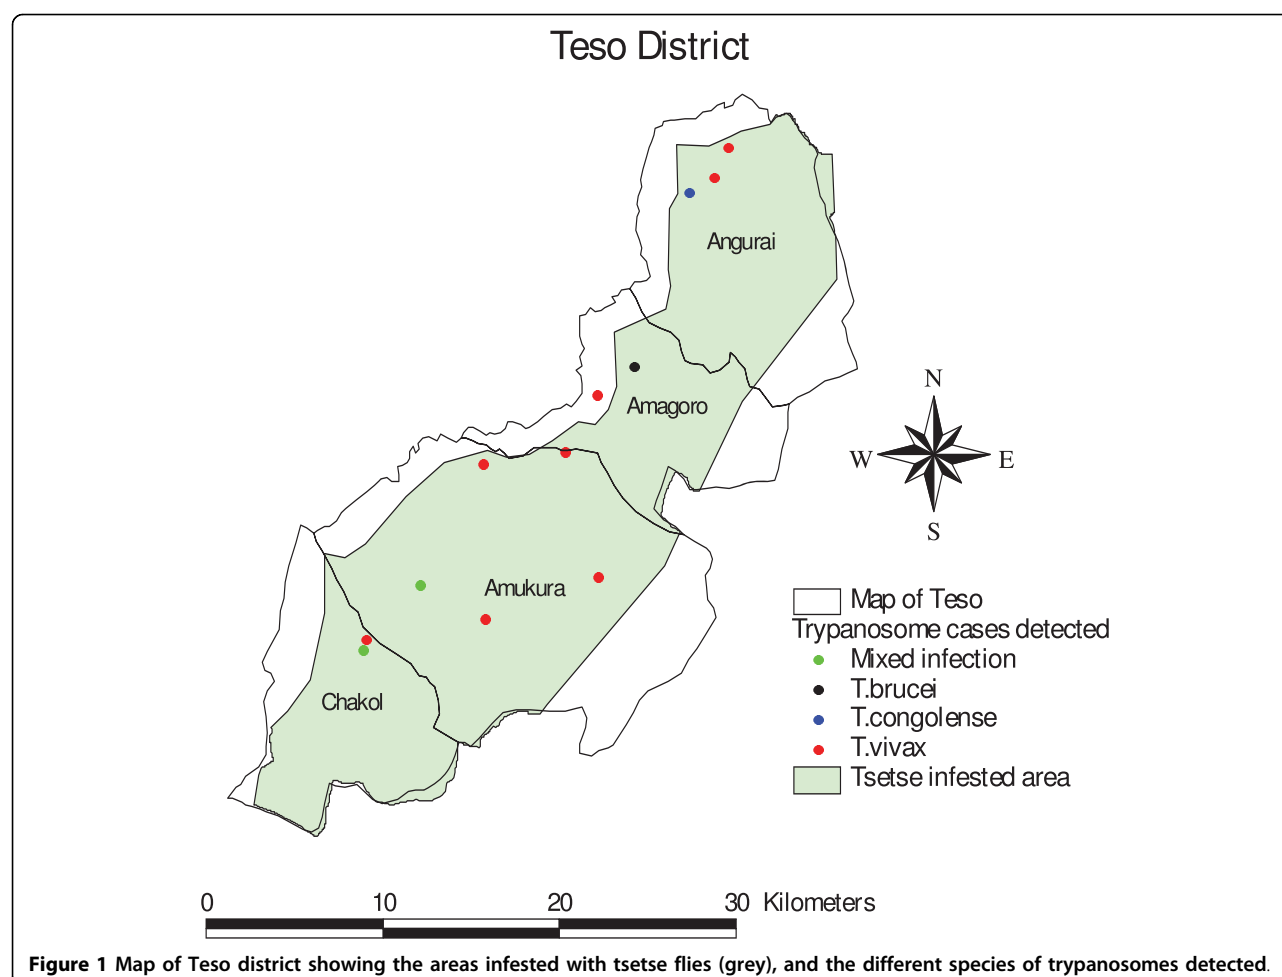 Teso District
Angurai
Amagoro
N
W E
S
Amukura
Chakol
Map of Teso
Trypanosome cases detected
Mixed infection
T.brucei
T.congolense
T.vivax
Tsetse infested area
0 10 20 30 Kilometers
Figure 1 Map of Teso district showing the areas infested with tsetse flies (grey), and the different species of trypanosomes detected.